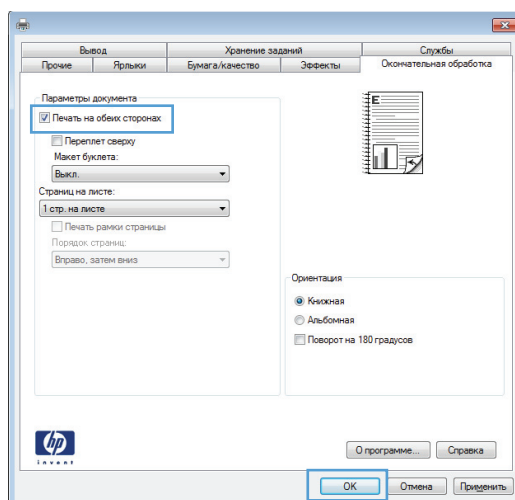 Вывод
Хранение заданий
Службы
Прочие
Ярлыки
Бумага/качество
Эффекты
Окончательная обработка
Параметры документа
Печать на обеих сторонах
Переплет сверху
Макет буклета:
Выкл.
Страниц на листе:
1 стр. на листе
Печать рамки страницы
Порядок страниц:
Вправо, затем вниз
E
Ориентация
Книжная
Альбомная
Поворот на 180 градусов
hp
invent
О программе...
Справка
OK
Отмена
Применить